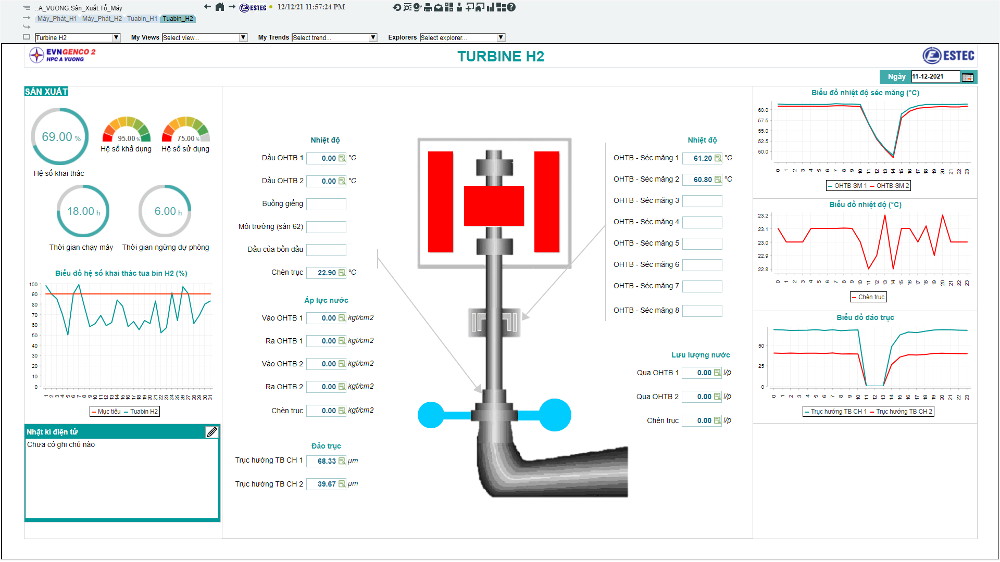 ::A_VUONG.Sản_Xuất.Tổ_Máy
ESTEC
12/12/21 11:57:24 PM
Máy_Phát_H1 Máy_Phát_H2 Tuabin_H1 Tuabin_H2
Turbine H2 My Views Select view... My Trends Select trend... Explorers Select explorer...
EVNGENCO 2
HPC A VUONG
TURBINE H2
ESTEC
Ngày 11-12-2021
SẢN XUẤT
69.00 %
Hệ số khai thác
95.00 %
Hệ số khả dụng
75.00 %
Hệ số sử dụng
18.00 h
Thời gian chạy máy
6.00 h
Thời gian ngừng dự phòng
Biểu đồ hệ số khai thác tua bin H2 (%)
100
90
80
70
60
50
40
30
20
10
0
1 2 3 4 5 6 7 8 9 10 11 12 13 14 15 16 17 18 19 20 21 22 23 24 25 26 27 28 29 30 31
Mục tiêu Tuabin H2
Nhật kí điện tử
Chưa có ghi chú nào
Nhiệt độ
Dầu OHTB 1 0.00 °C
Dầu OHTB 2 0.00 °C
Buồng giếng
Môi trường (sàn 62)
Dầu của bồn dầu
Chèn trục 22.90 °C
Áp lực nước
Vào OHTB 1 0.00 kgf/cm2
Ra OHTB 1 0.00 kgf/cm2
Vào OHTB 2 0.00 kgf/cm2
Ra OHTB 2 0.00 kgf/cm2
Chèn trục 0.00 kgf/cm2
Đảo trục
Trục hướng TB CH 1 68.33 µm
Trục hướng TB CH 2 39.67 µm
Nhiệt độ
OHTB - Séc măng 1 61.20 °C
OHTB - Séc măng 2 60.80 °C
OHTB - Séc măng 3
OHTB - Séc măng 4
OHTB - Séc măng 5
OHTB - Séc măng 6
OHTB - Séc măng 7
OHTB - Séc măng 8
Lưu lượng nước
Qua OHTB 1 0.00 l/p
Qua OHTB 2 0.00 l/p
Chèn trục 0.00 l/p
Biểu đồ nhiệt độ séc măng (°C)
60.0
57.5
55.0
52.5
50.0
0 1 2 3 4 5 6 7 8 9 10 11 12 13 14 15 16 17 18 19 20 21 22 23
OHTB-SM 1 OHTB-SM 2
Biểu đồ nhiệt độ (°C)
23.2
23.1
23.0
22.9
22.8
0 1 2 3 4 5 6 7 8 9 10 11 12 13 14 15 16 17 18 19 20 21 22 23
Chèn trục
Biểu đồ đảo trục
50
25
0
0 1 2 3 4 5 6 7 8 9 10 11 12 13 14 15 16 17 18 19 20 21 22 23
Trục hướng TB CH 1 Trục hướng TB CH 2